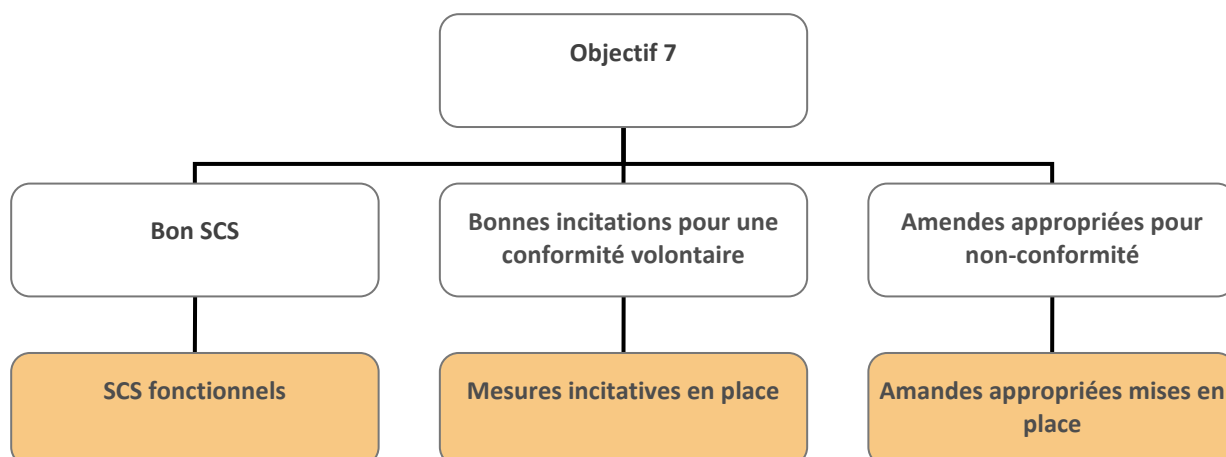 Objectif 7
Bon SCS
Bonnes incitations pour une
conformité volontaire
Amendes appropriées pour
non-conformité
SCS fonctionnels
Mesures incitatives en place
Amandes appropriées mises en
place